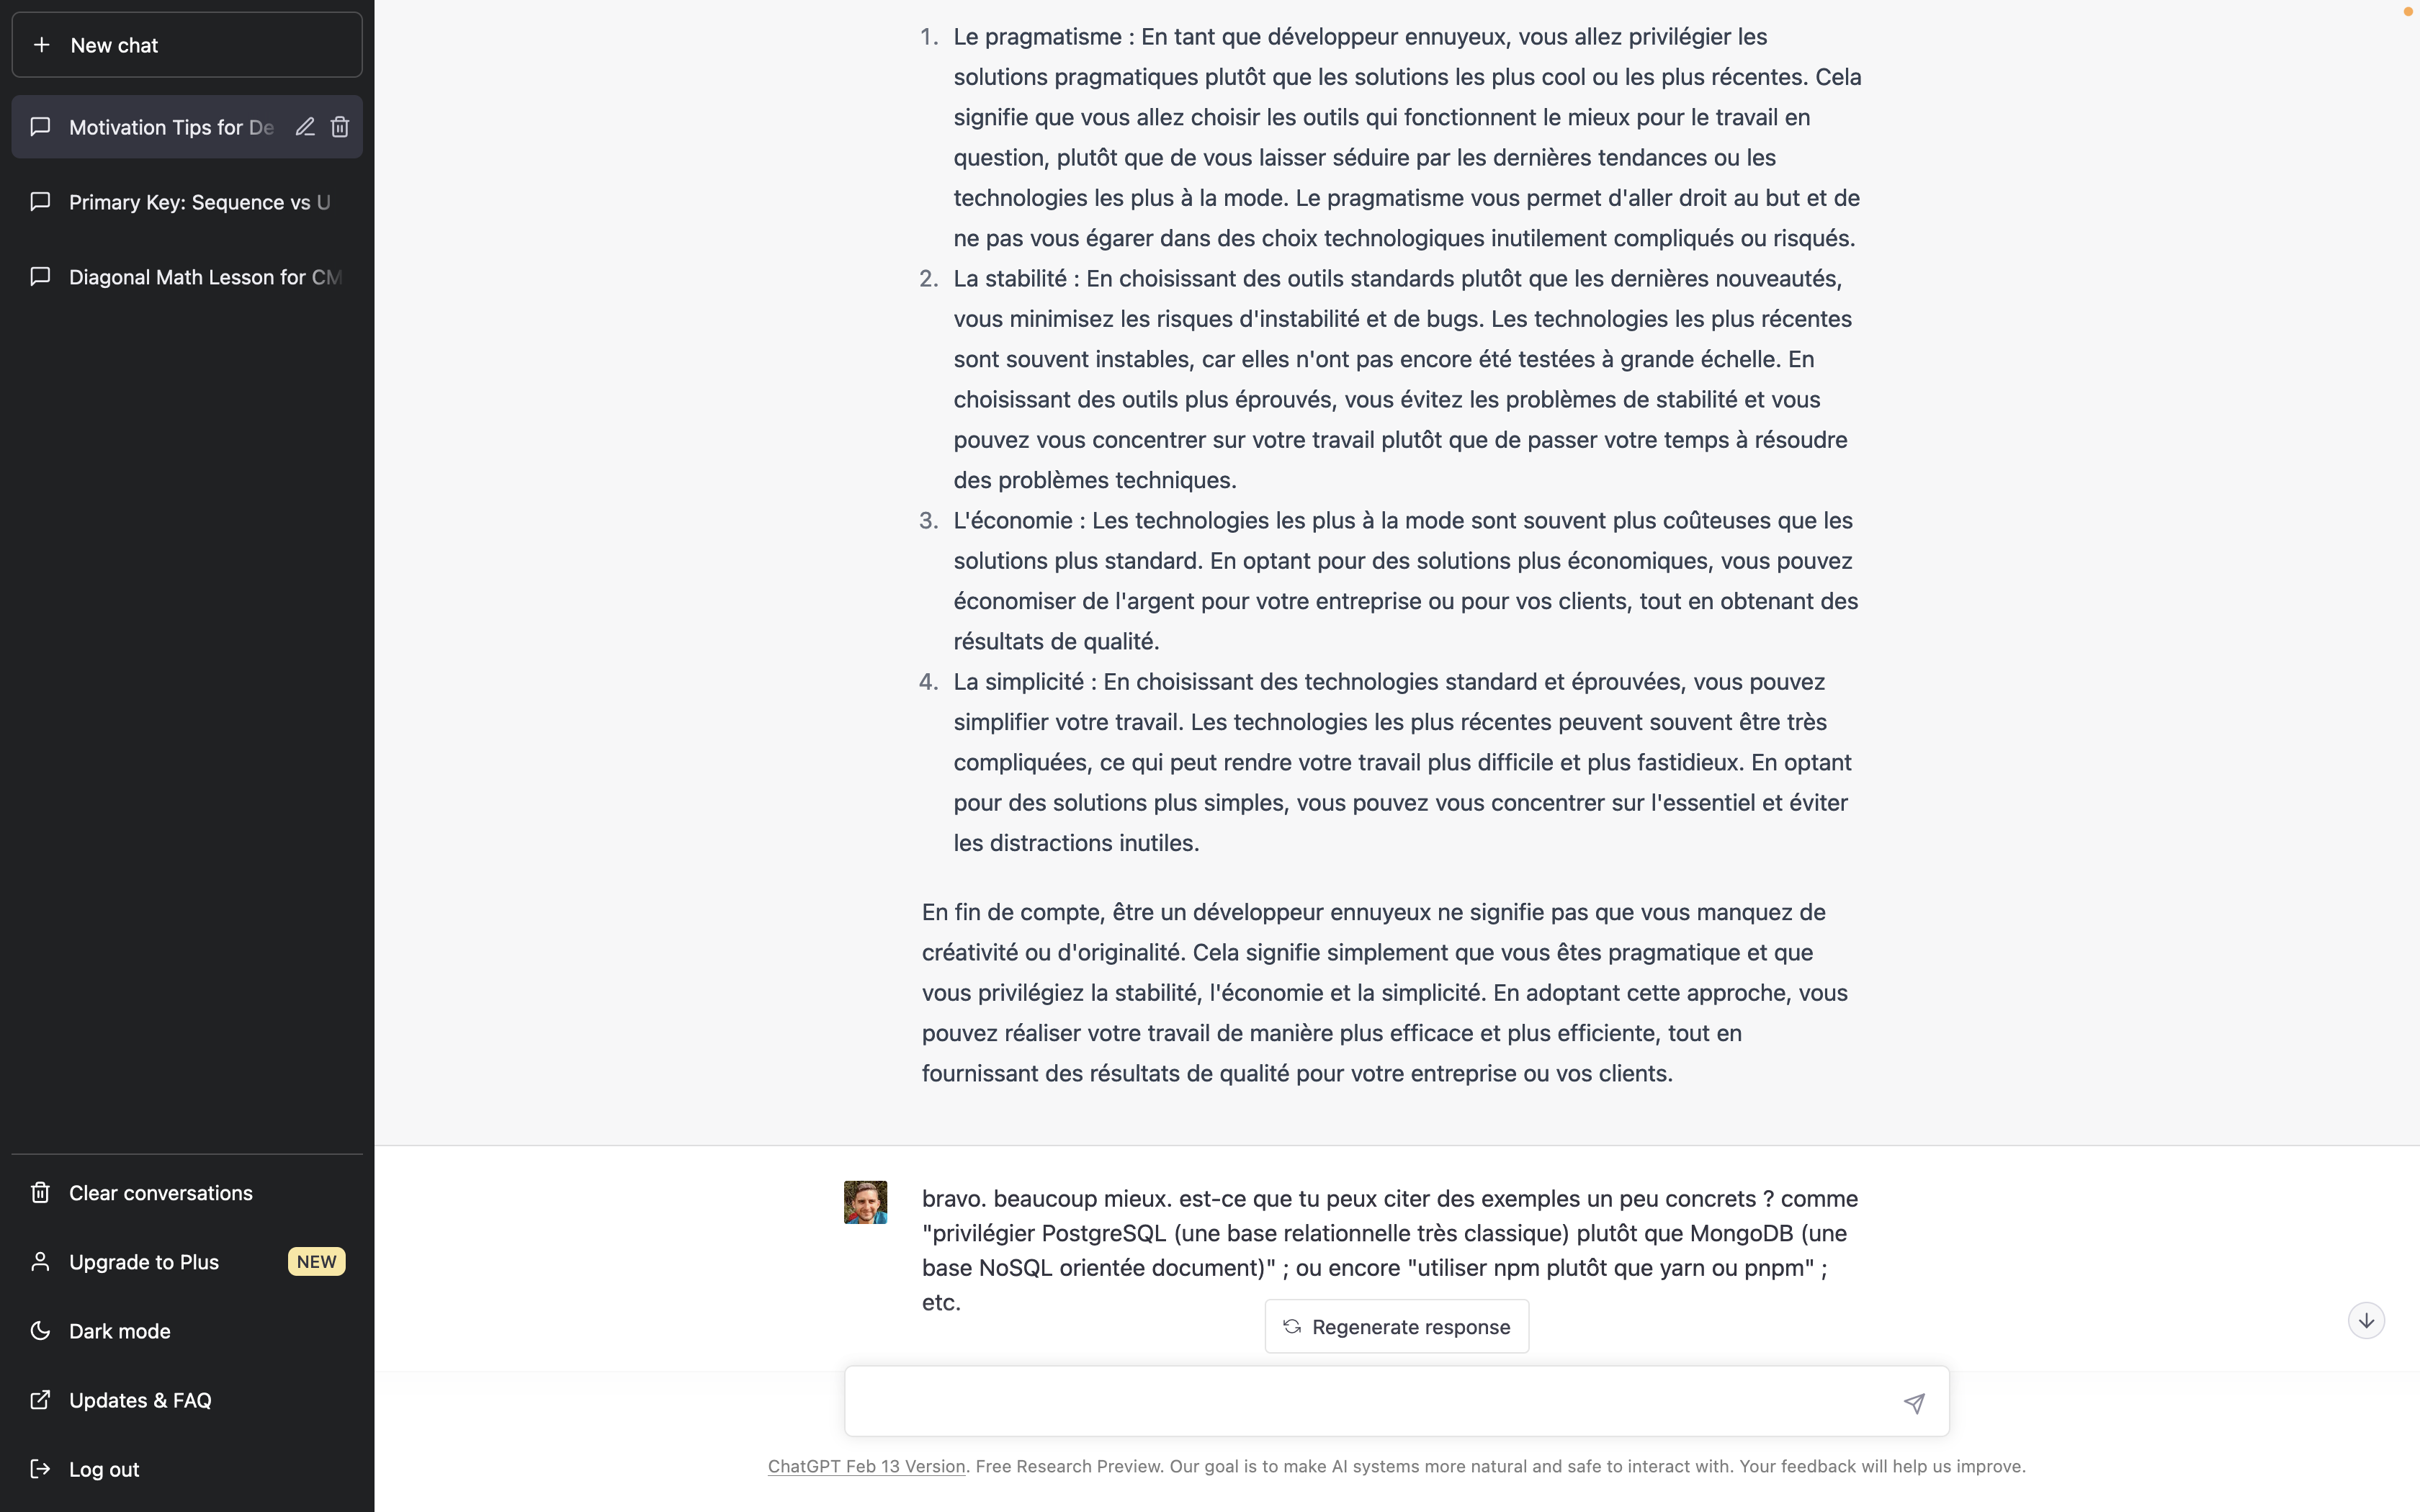 New chat
Motivation Tips for De
Primary Key: Sequence vs U
Diagonal Math Lesson for CM
Clear conversations
Upgrade to Plus NEW
Dark mode
Updates & FAQ
Log out
1. Le pragmatisme : En tant que développeur ennuyeux, vous allez privilégier les
solutions pragmatiques plutôt que les solutions les plus cool ou les plus récentes. Cela
signifie que vous allez choisir les outils qui fonctionnent le mieux pour le travail en
question, plutôt que de vous laisser séduire par les dernières tendances ou les
technologies les plus à la mode. Le pragmatisme vous permet d'aller droit au but et de
ne pas vous égarer dans des choix technologiques inutilement compliqués ou risqués.
2. La stabilité : En choisissant des outils standards plutôt que les dernières nouveautés,
vous minimisez les risques d'instabilité et de bugs. Les technologies les plus récentes
sont souvent instables, car elles n'ont pas encore été testées à grande échelle. En
choisissant des outils plus éprouvés, vous évitez les problèmes de stabilité et vous
pouvez vous concentrer sur votre travail plutôt que de passer votre temps à résoudre
des problèmes techniques.
3. L'économie : Les technologies les plus à la mode sont souvent plus coûteuses que les
solutions plus standard. En optant pour des solutions plus économiques, vous pouvez
économiser de l'argent pour votre entreprise ou pour vos clients, tout en obtenant des
résultats de qualité.
4. La simplicité : En choisissant des technologies standard et éprouvées, vous pouvez
simplifier votre travail. Les technologies les plus récentes peuvent souvent être très
compliquées, ce qui peut rendre votre travail plus difficile et plus fastidieux. En optant
pour des solutions plus simples, vous pouvez vous concentrer sur l'essentiel et éviter
les distractions inutiles.
En fin de compte, être un développeur ennuyeux ne signifie pas que vous manquez de
créativité ou d'originalité. Cela signifie simplement que vous êtes pragmatique et que
vous privilégiez la stabilité, l'économie et la simplicité. En adoptant cette approche, vous
pouvez réaliser votre travail de manière plus efficace et plus efficiente, tout en
fournissant des résultats de qualité pour votre entreprise ou vos clients.
bravo. beaucoup mieux. est-ce que tu peux citer des exemples un peu concrets ? comme
"privilégier PostgreSQL (une base relationnelle très classique) plutôt que MongoDB (une
base NoSQL orientée document)" ; ou encore "utiliser npm plutôt que yarn ou pnpm" ;
etc.
Regenerate response
ChatGPT Feb 13 Version. Free Research Preview. Our goal is to make AI systems more natural and safe to interact with. Your feedback will help us improve.